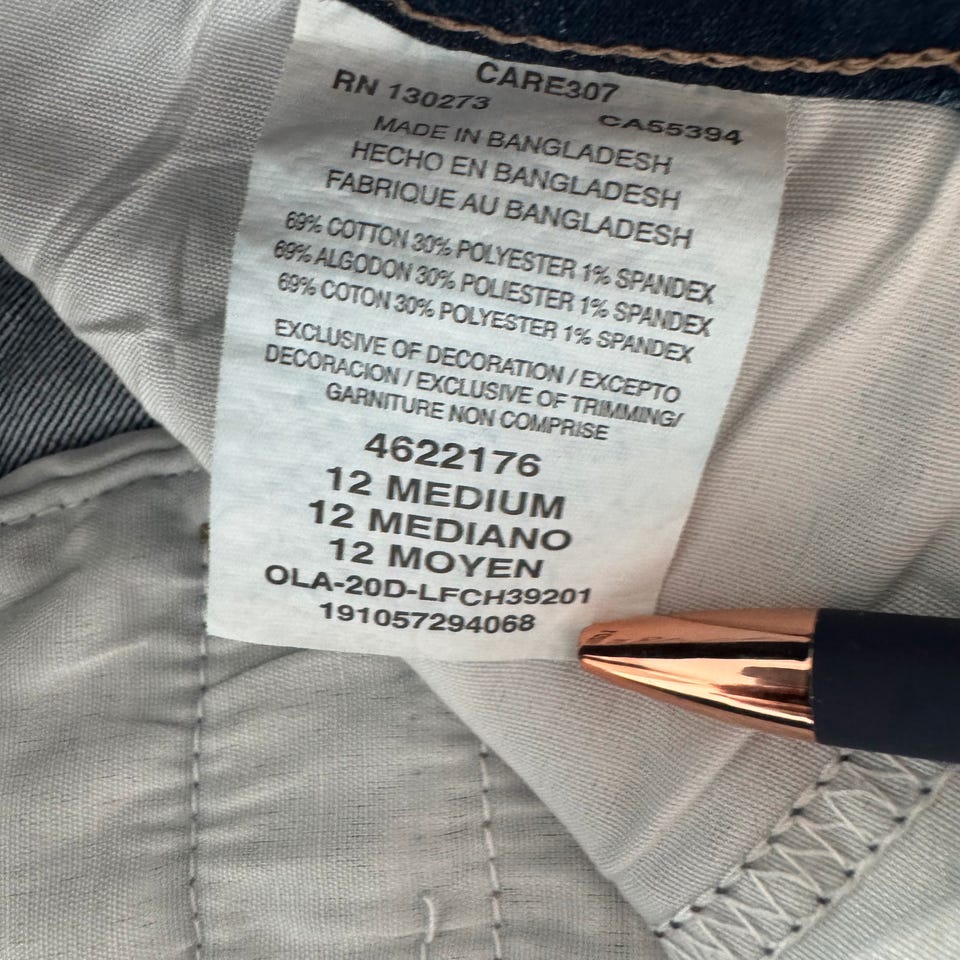 CARE307
RN 130273 CA55394
MADE IN BANGLADESH
HECHO EN BANGLADESH
FABRIQUE AU BANGLADESH
69% COTTON 30% POLYESTER 1% SPANDEX
69% ALGODON 30% POLIESTER 1% SPANDEX
69% COTON 30% POLYESTER 1% SPANDEX
EXCLUSIVE OF DECORATION / EXCEPTO
DECORACION / EXCLUSIVE OF TRIMMING/
GARNITURE NON COMPRISE
4622176
12 MEDIUM
12 MEDIANO
12 MOYEN
OLA-20D-LFCH39201
191057294068